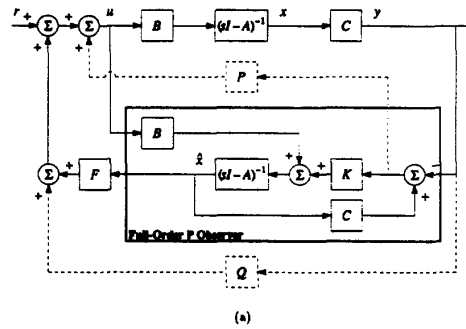 r + Σ + Σ u B (sI−A)⁻¹ x C y
+ +
P
B
x̂ +
+ Σ + F (sI−A)⁻¹ Σ + K Σ +
+ C +
Full-Order P Observer
Q
(a)